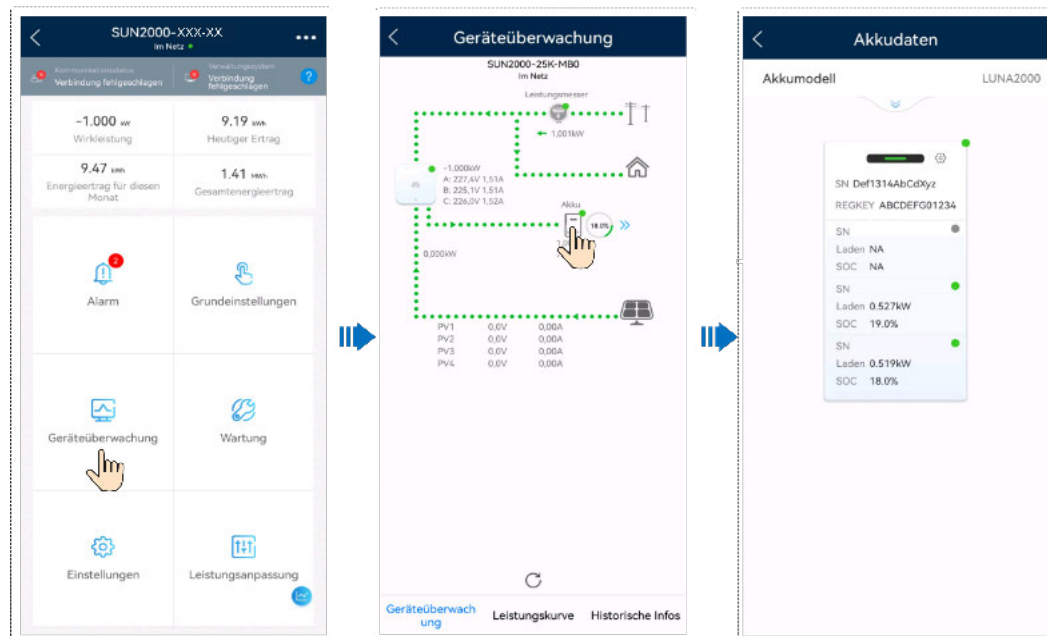 SUN2000-XXX-XX
Im Netz
Kommunikationsstatus
Verbindung fehlgeschlagen
Verwaltungssystem
Verbindung
fehlgeschlagen
?
-1.000 kW
Wirkleistung
9.19 kWh
Heutiger Ertrag
9.47 kWh
Energieertrag für diesen
Monat
1.41 MWh
Gesamtenergieertrag
2
Alarm
Grundeinstellungen
Geräteüberwachung
Wartung
Einstellungen
Leistungsanpassung
Geräteüberwachung
SUN2000-25K-MB0
Im Netz
Leistungsmesser
1,001kW
-1,000kW
A: 227,4V 1,51A
B: 225,1V 1,51A
C: 226,0V 1,52A
Akku
18.0%
0,000kW
PV1 0,0V 0,00A
PV2 0,0V 0,00A
PV3 0,0V 0,00A
PV4 0,0V 0,00A
Geräteüberwach
ung
Leistungskurve
Historische Infos
Akkudaten
Akkumodell LUNA2000
SN Def1314AbCdXyz
REGKEY ABCDEFG01234
SN
Laden NA
SOC NA
SN
Laden 0.527kW
SOC 19.0%
SN
Laden 0.519kW
SOC 18.0%